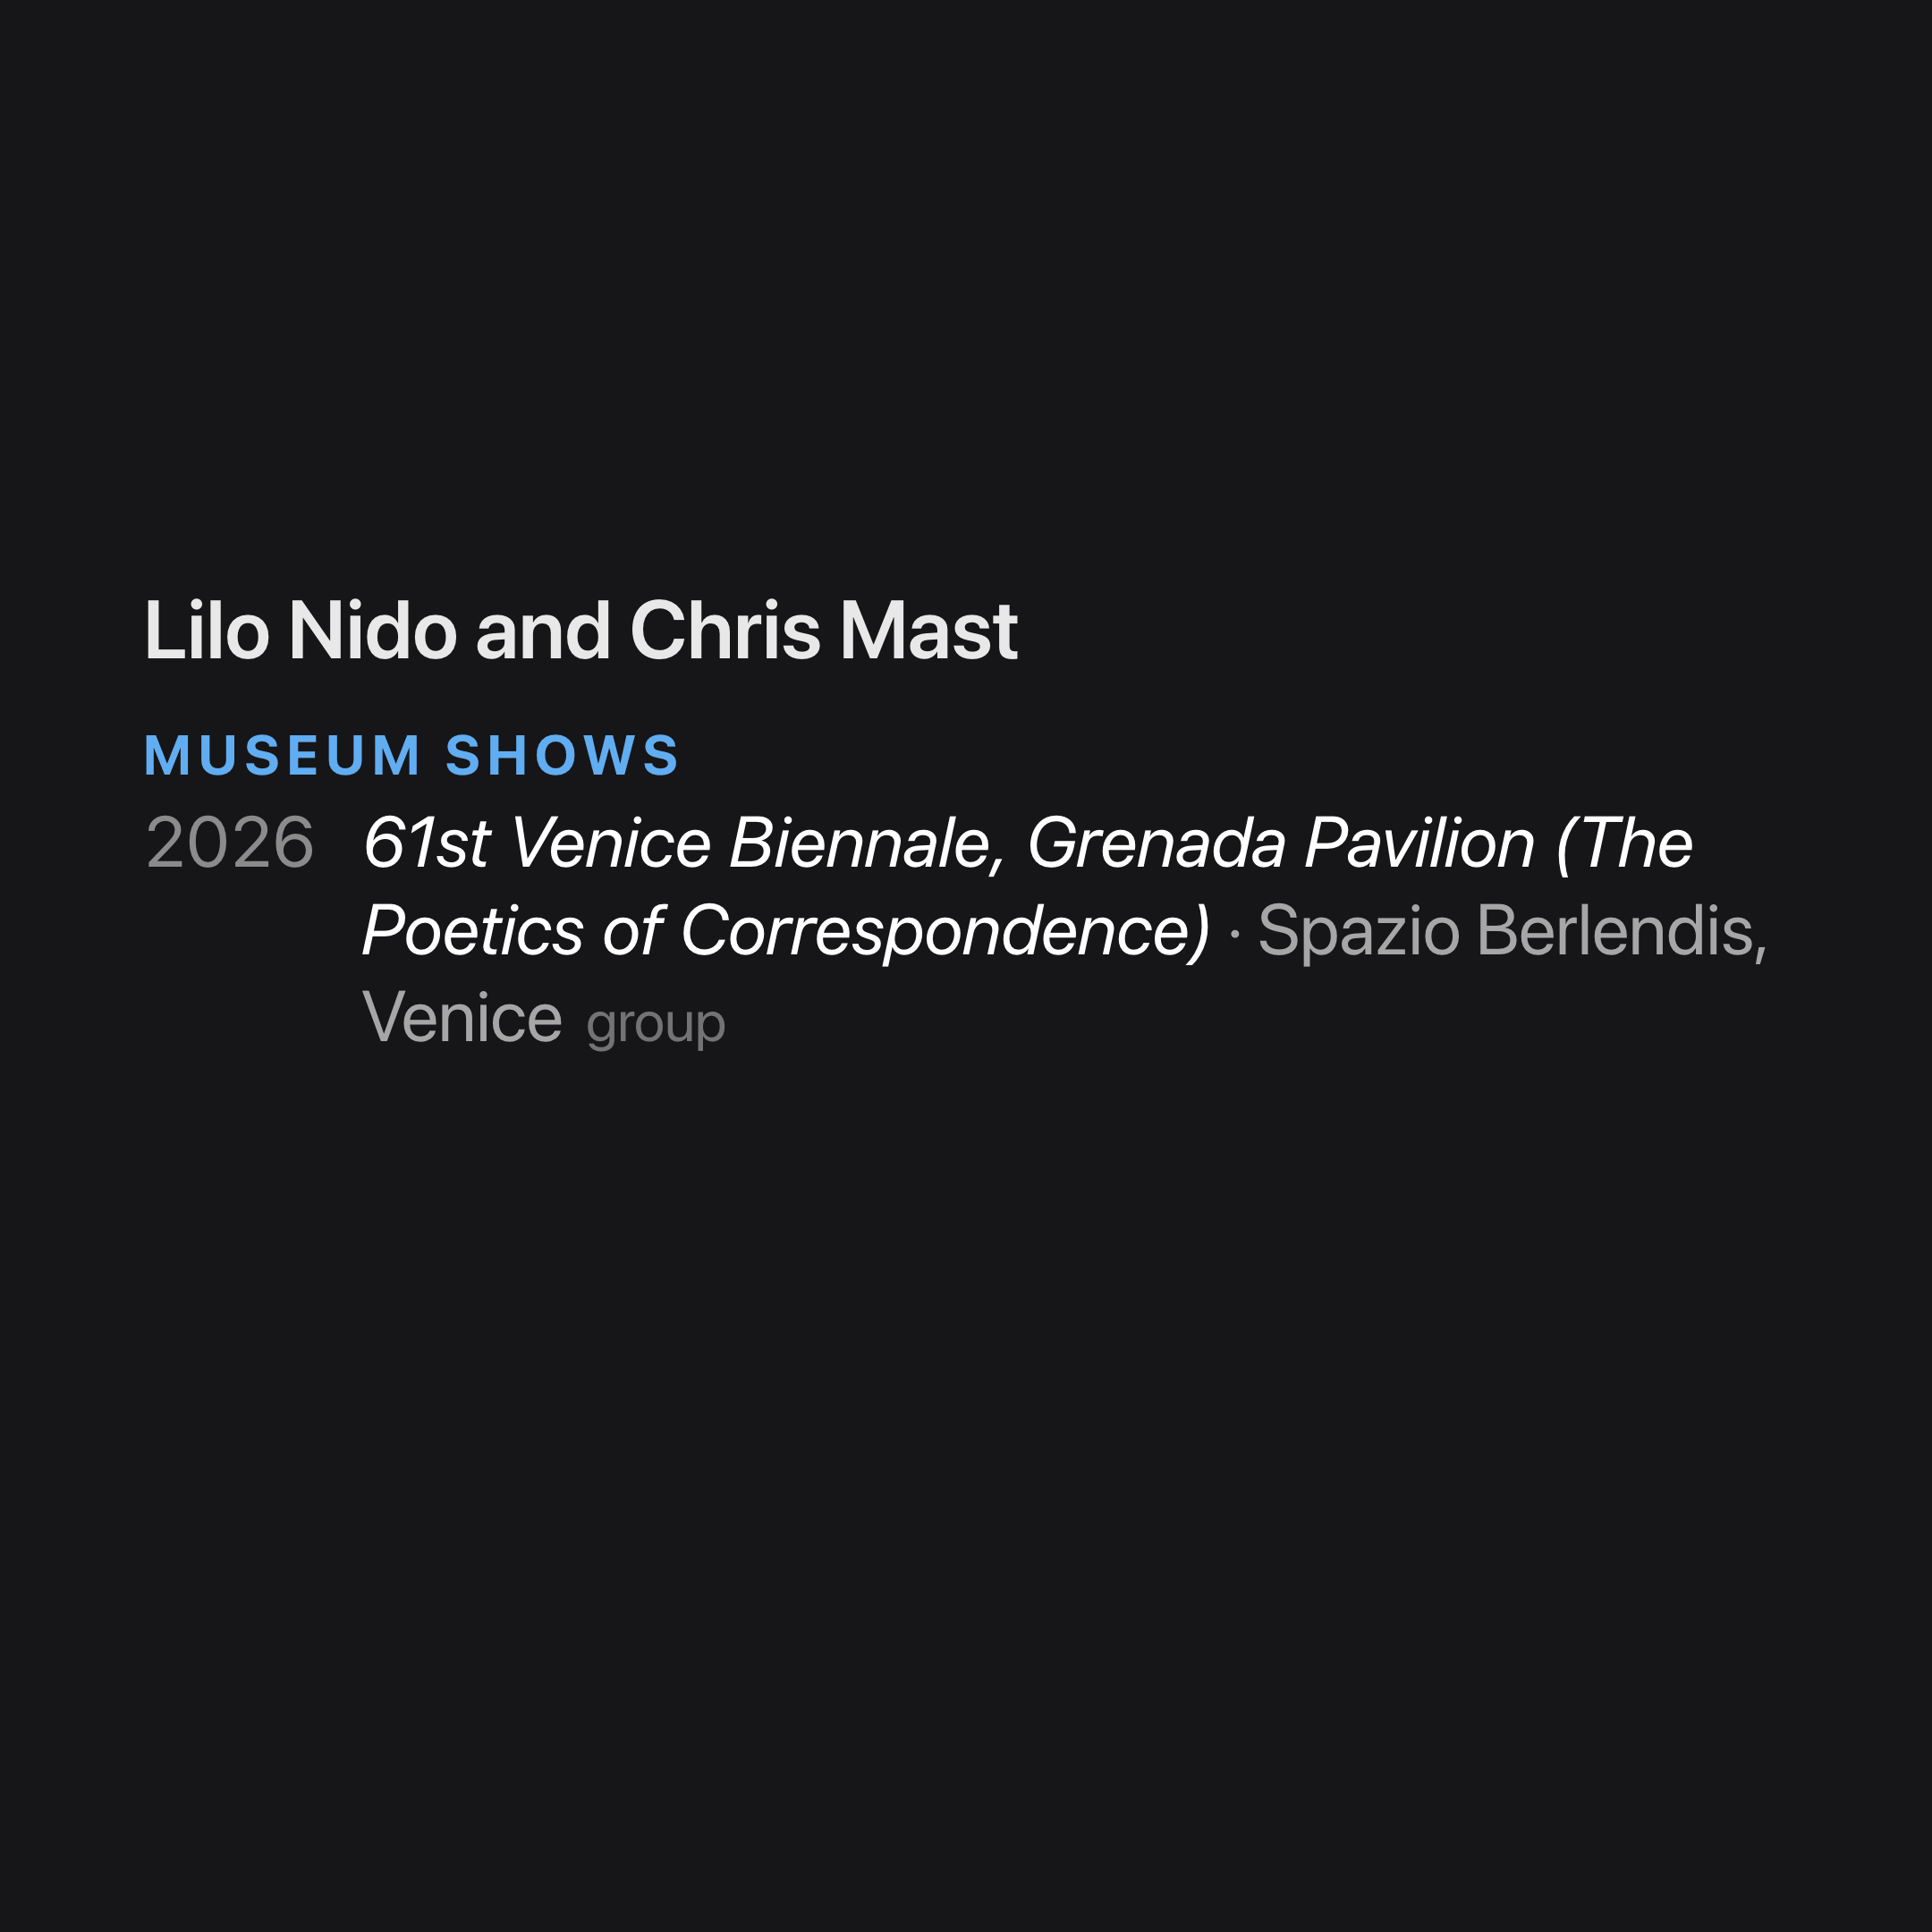 Lilo Nido and Chris Mast
MUSEUM SHOWS
2026 61st Venice Biennale, Grenada Pavilion (The
Poetics of Correspondence) · Spazio Berlendis,
Venice group